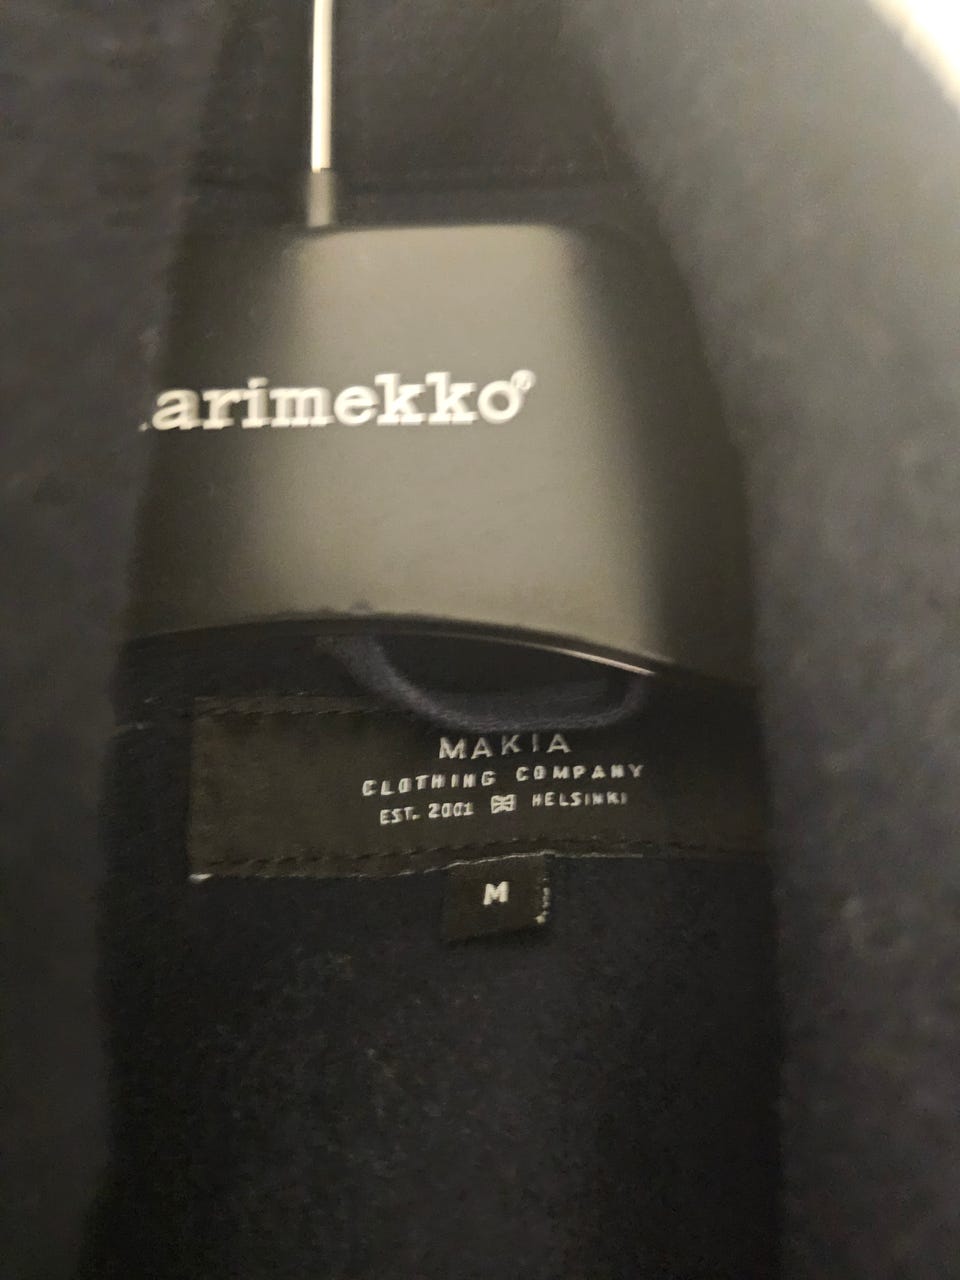 arimekko®
MAKIA
CLOTHING COMPANY
EST. 2001 HELSINKI
M